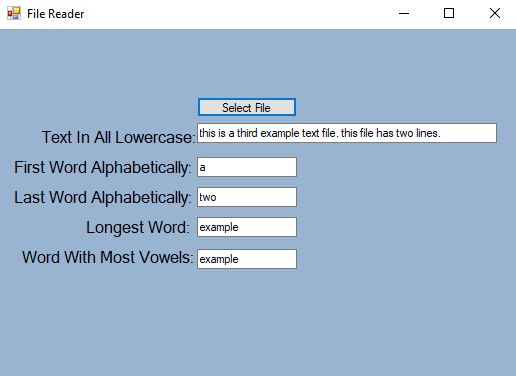 File Reader
Select File
Text In All Lowercase: this is a third example text file. this file has two lines.
First Word Alphabetically: a
Last Word Alphabetically: two
Longest Word: example
Word With Most Vowels: example